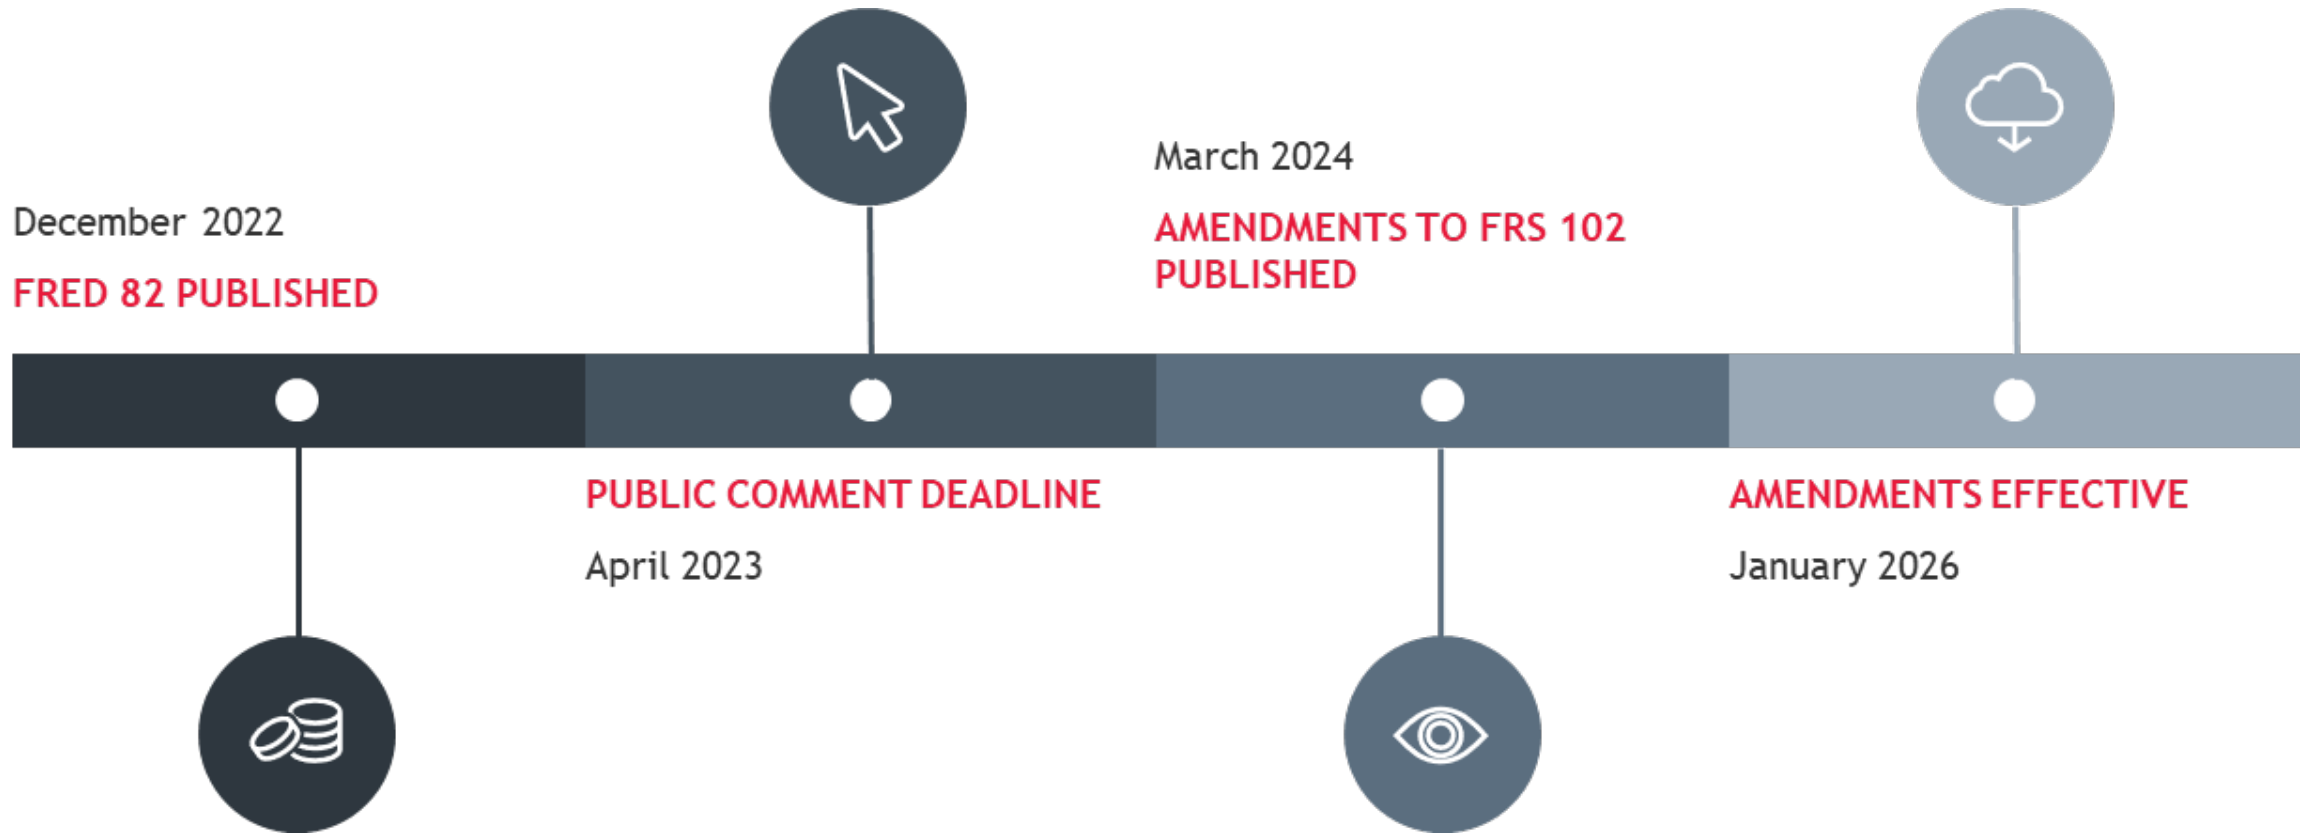 December 2022
FRED 82 PUBLISHED
PUBLIC COMMENT DEADLINE
April 2023
March 2024
AMENDMENTS TO FRS 102
PUBLISHED
AMENDMENTS EFFECTIVE
January 2026